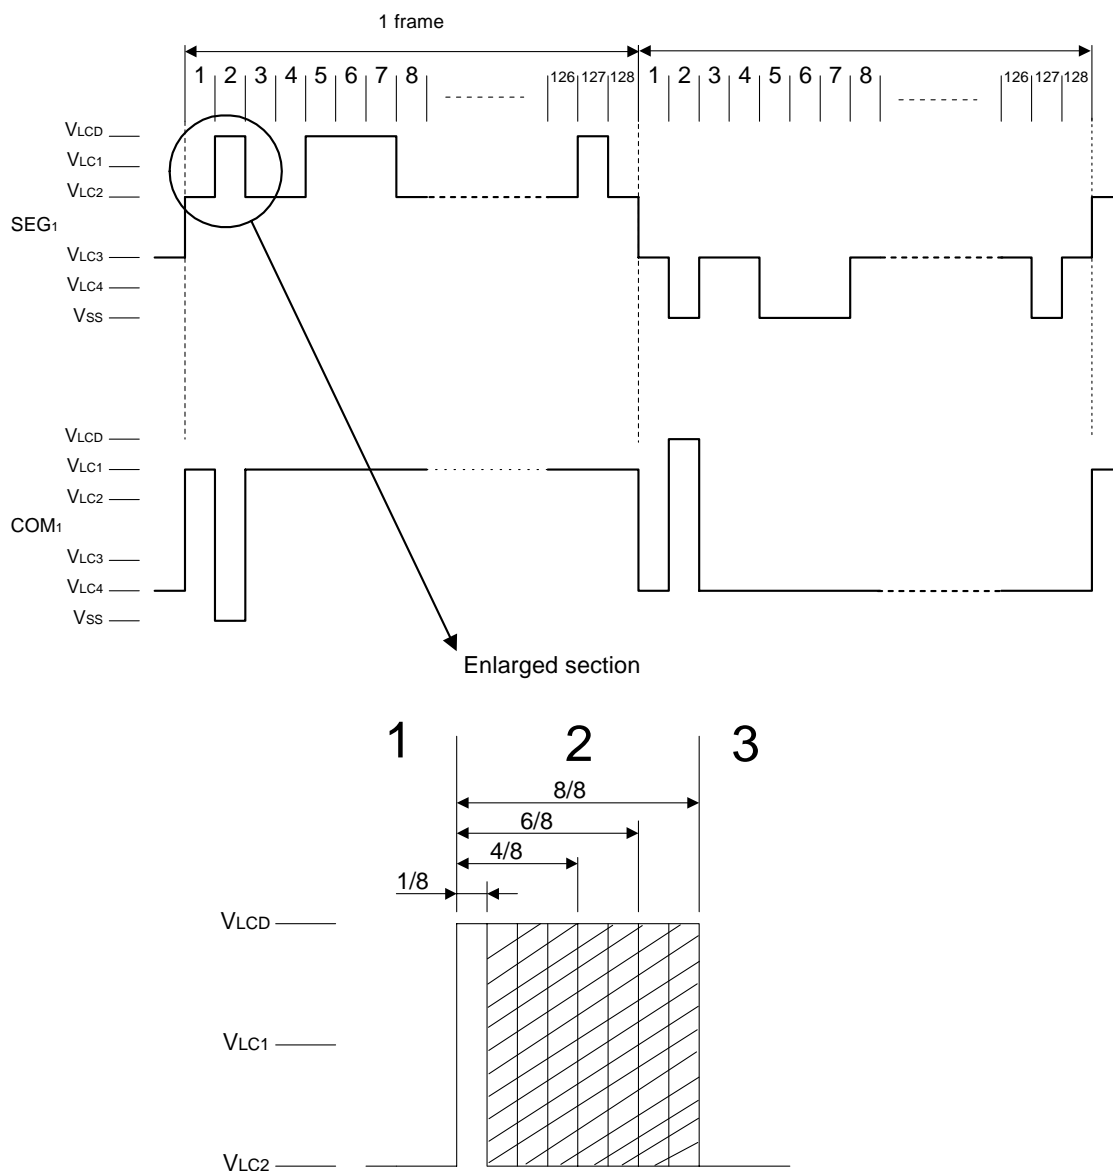 1 frame
1 2 3 4 5 6 7 8 126 127 128 1 2 3 4 5 6 7 8 126 127 128
VLCD
VLC1
VLC2
SEG1
VLC3
VLC4
VSS
VLCD
VLC1
VLC2
COM1
VLC3
VLC4
VSS
Enlarged section
1 2 3
8/8
6/8
4/8
1/8
VLCD
VLC1
VLC2